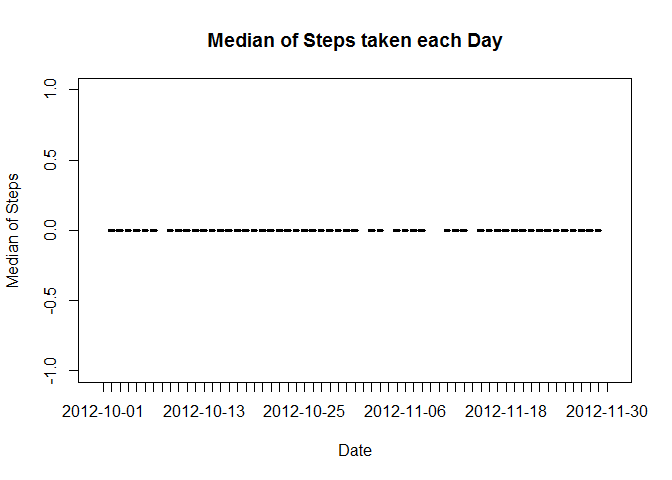 Median of Steps taken each Day
Median of Steps
1.0
0.5
0.0
-0.5
-1.0
2012-10-01 2012-10-13 2012-10-25 2012-11-06 2012-11-18 2012-11-30
Date